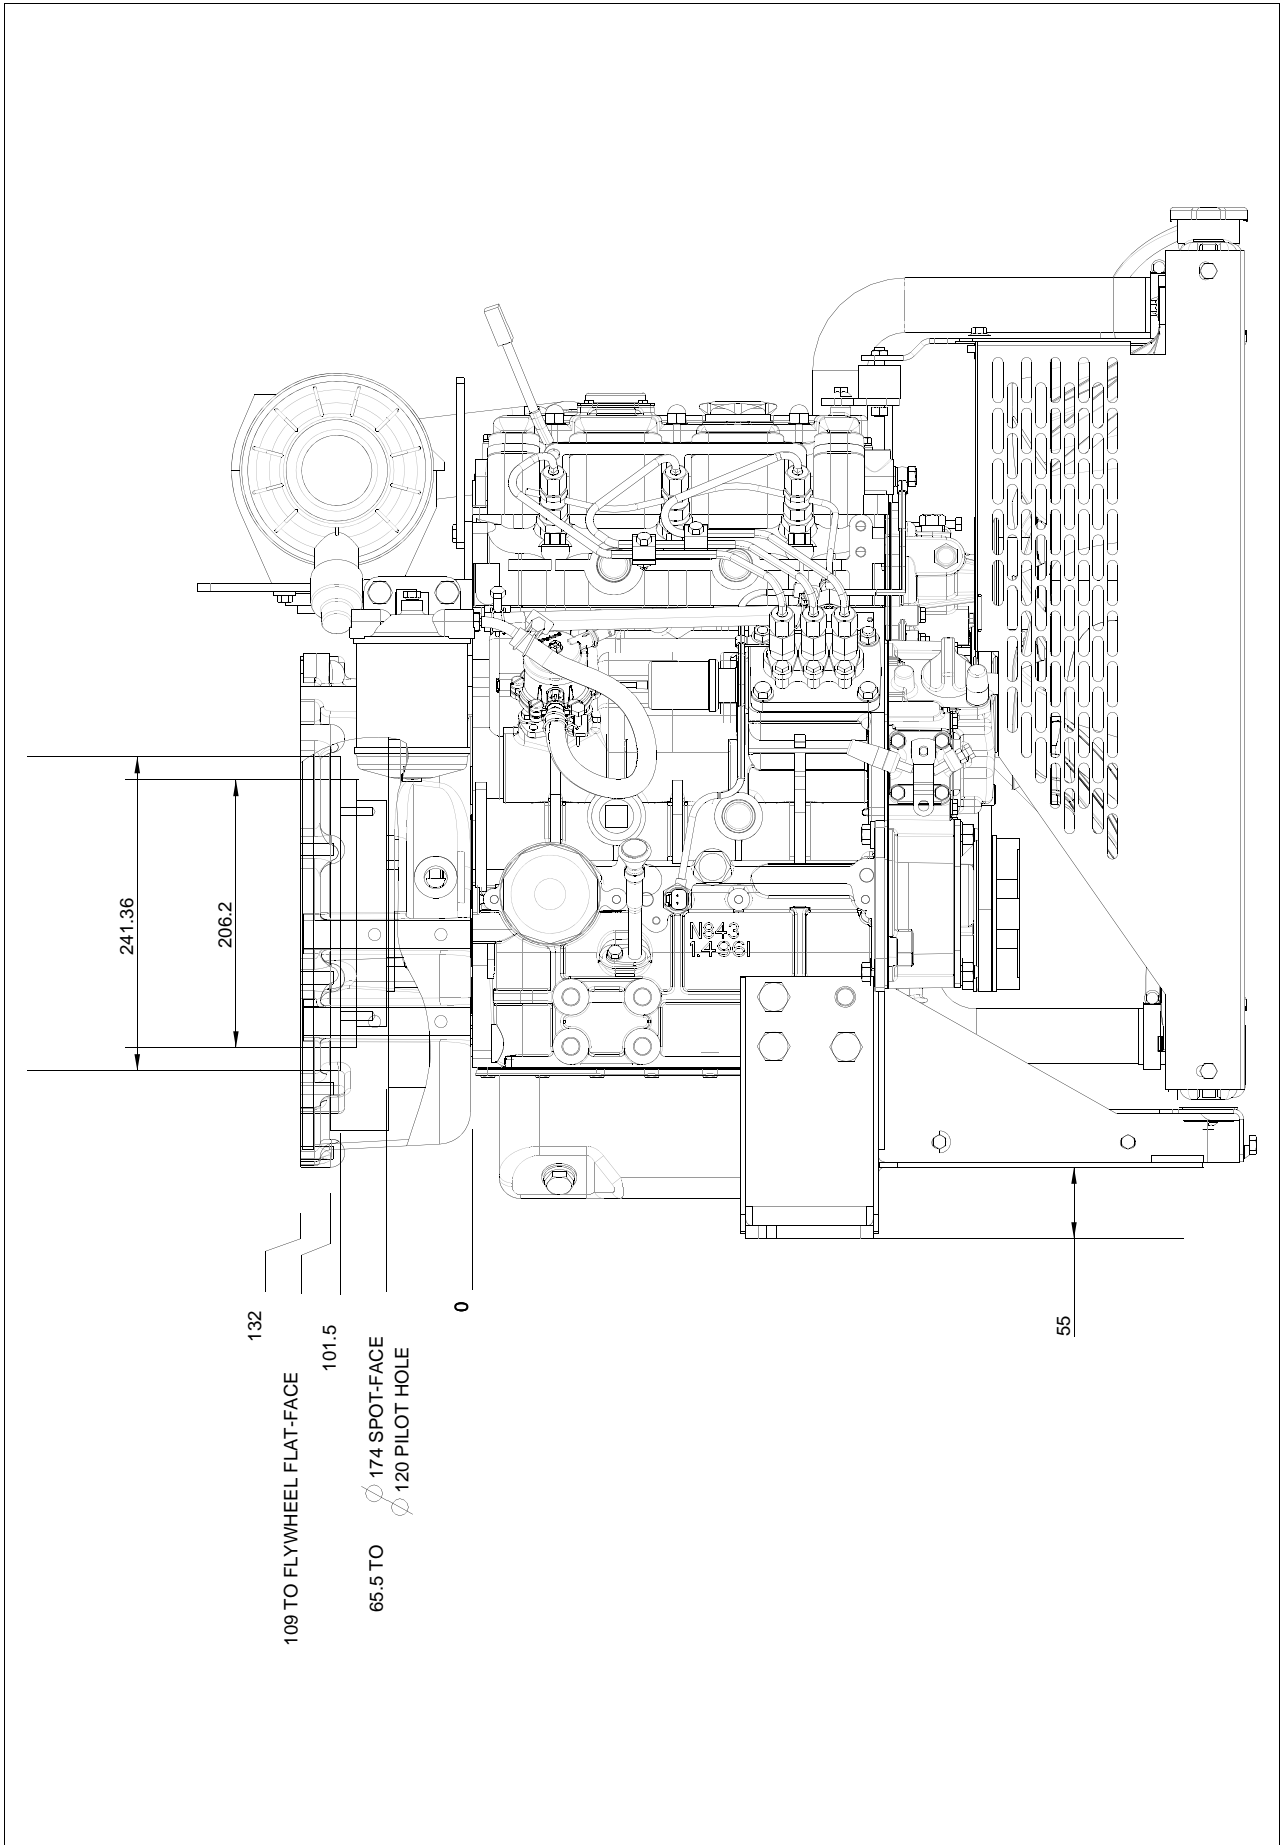 241.36
206.2
N843
1.496l
132
109 TO FLYWHEEL FLAT-FACE
101.5
65.5 TO
⌀ 174 SPOT-FACE
⌀ 120 PILOT HOLE
0
55